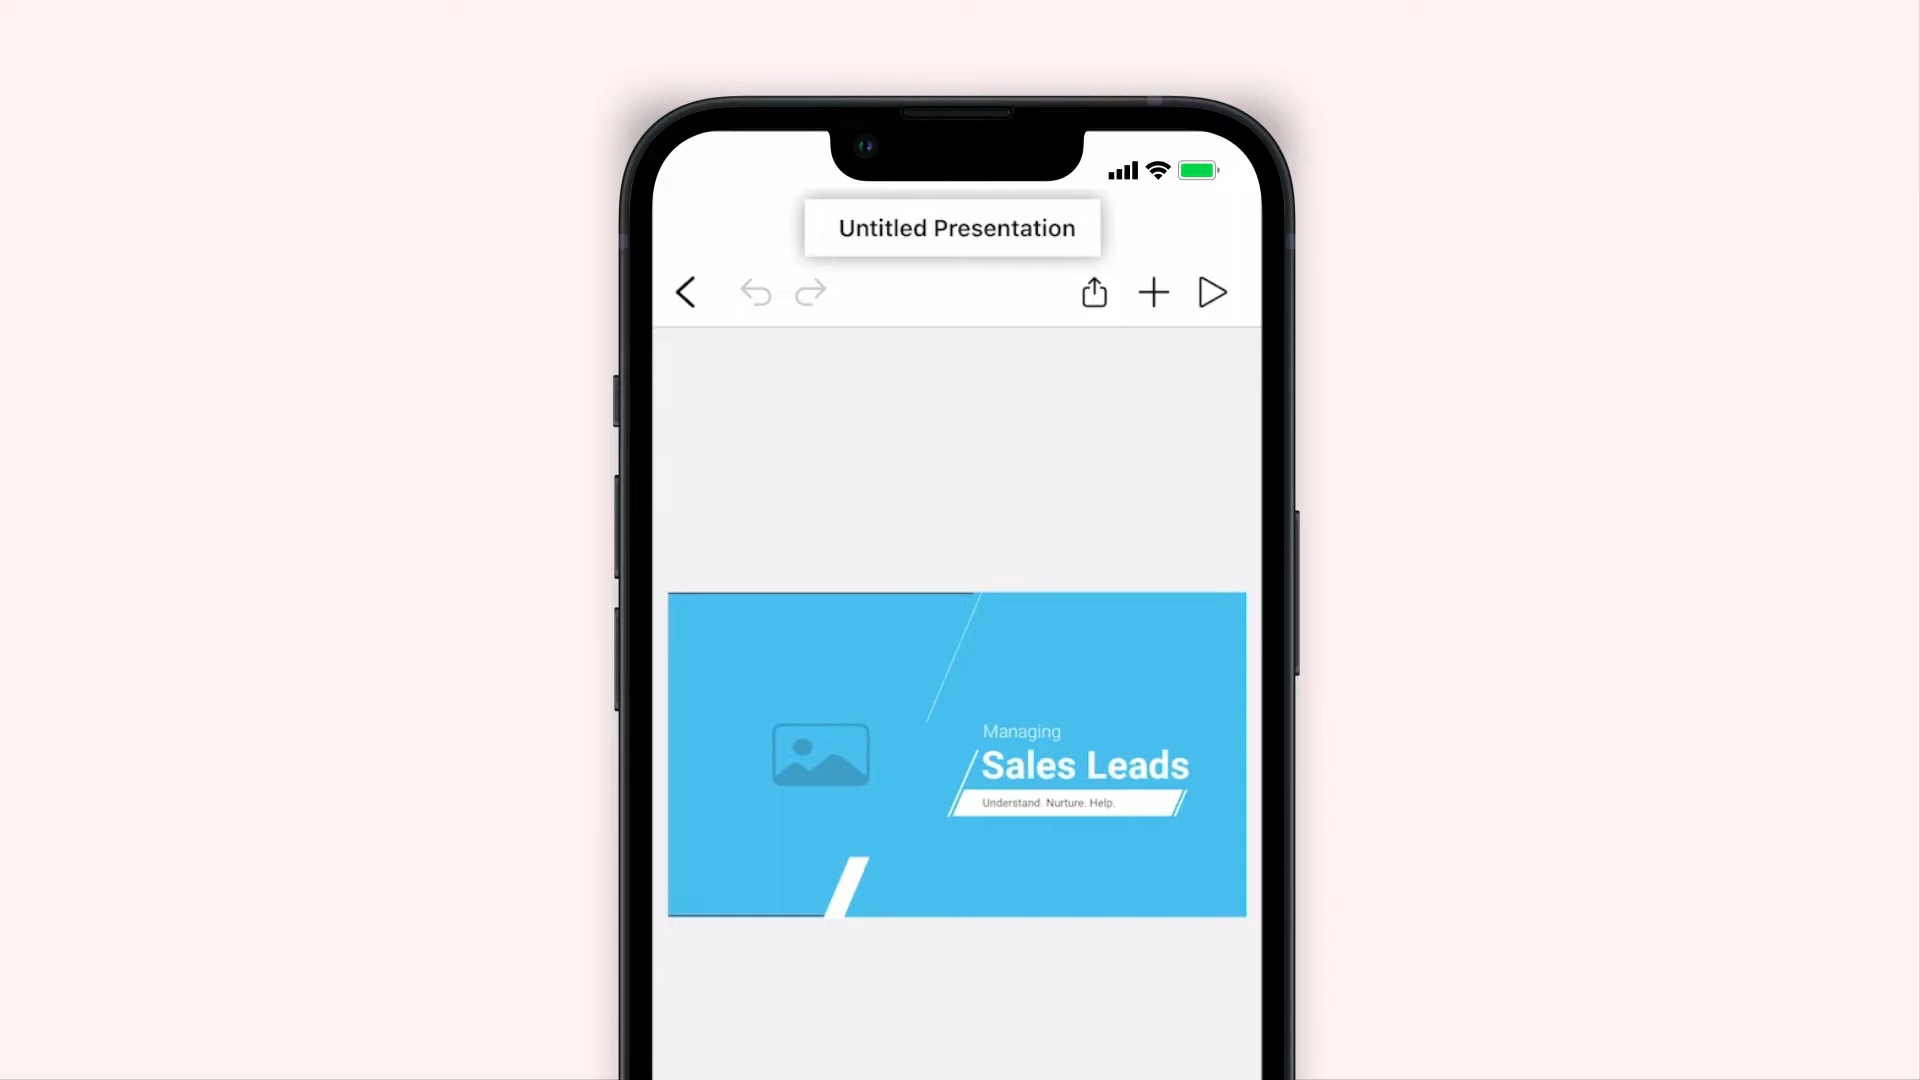 Untitled Presentation
Managing
Sales Leads
Understand. Nurture. Help.